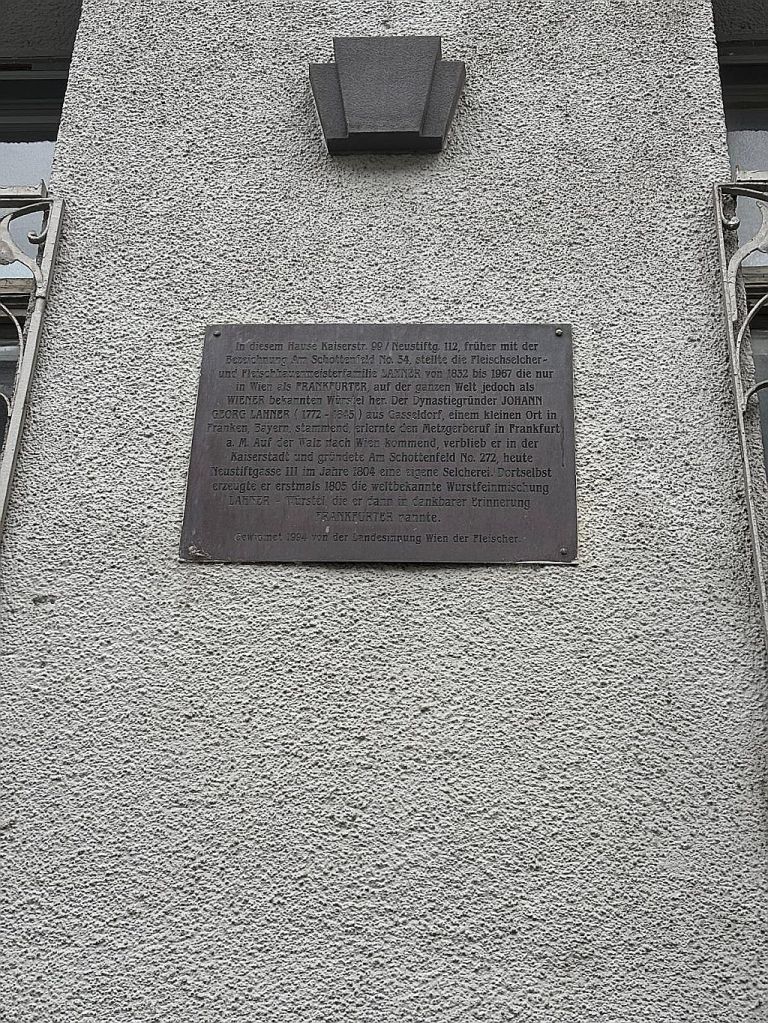 In diesem Hause Kaiserstr. 99 / Neustiftg. 112, früher mit der
Bezeichnung Am Schottenfeld No. 54, stellte die Fleischselcher-
und Fleischhauermeisterfamilie LAHNER von 1832 bis 1967 die nur
in Wien als FRANKFURTER, auf der ganzen Welt jedoch als
WIENER bekannten Würstel her. Der Dynastiegründer JOHANN
GEORG LAHNER ( 1772 - 1845 ) aus Gasseldorf, einem kleinen Ort in
Franken, Bayern, stammend, erlernte den Metzgerberuf in Frankfurt
a. M. Auf der Walz nach Wien kommend, verblieb er in der
Kaiserstadt und gründete Am Schottenfeld No. 272, heute
Neustiftgasse 111 im Jahre 1804 eine eigene Selcherei. Dortselbst
erzeugte er erstmals 1805 die weltbekannte Wurstfeinmischung
LAHNER - Würstel, die er dann in dankbarer Erinnerung
FRANKFURTER nannte.
Gewidmet 1994 von der Landesinnung Wien der Fleischer.